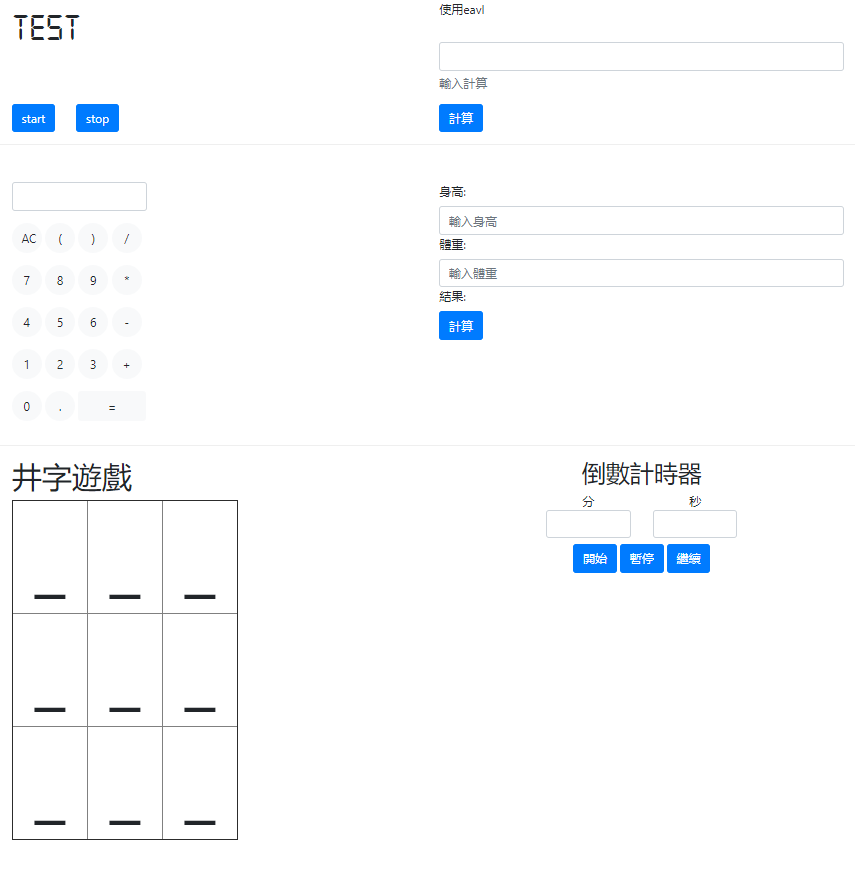 TEST
start stop
使用eavl
輸入計算
計算
AC ( ) /
7 8 9 *
4 5 6 -
1 2 3 +
0 . =
身高:
輸入身高
體重:
輸入體重
結果:
計算
井字遊戲
_ _ _
_ _ _
_ _ _
倒數計時器
分 秒
開始 暫停 繼續